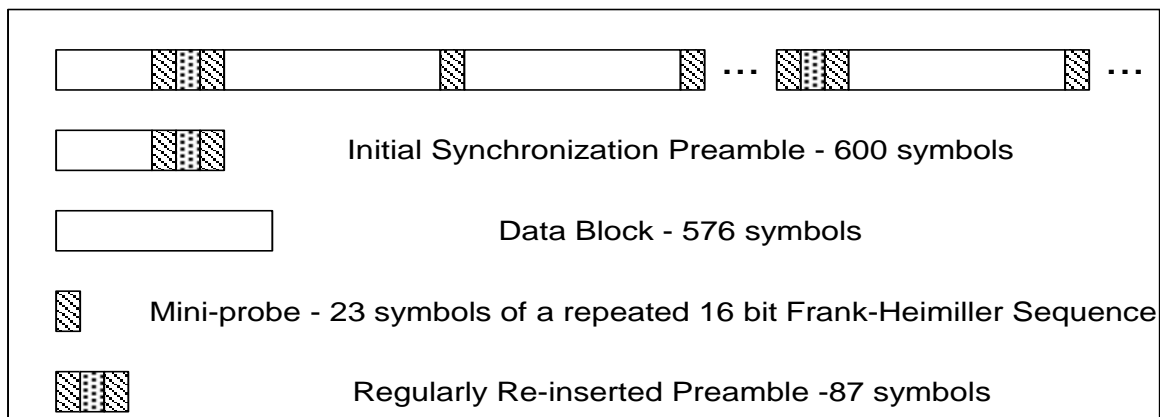 ... ...
Initial Synchronization Preamble - 600 symbols
Data Block - 576 symbols
Mini-probe - 23 symbols of a repeated 16 bit Frank-Heimiller Sequence
Regularly Re-inserted Preamble -87 symbols